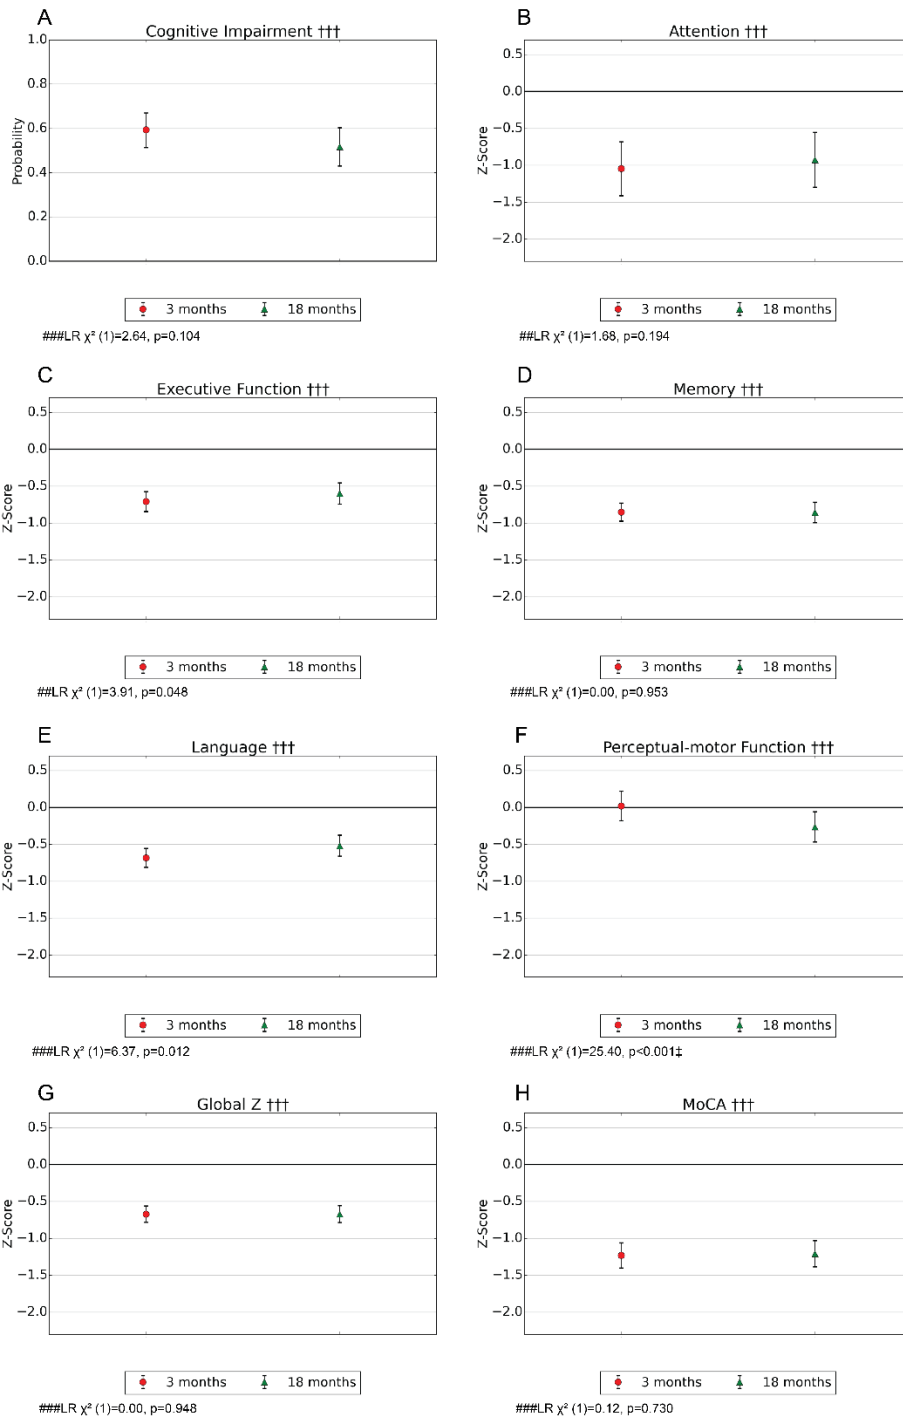 A
Cognitive Impairment †††
1.0
0.8
0.6
0.4
0.2
0.0
Probability
3 months 18 months
###LR χ² (1)=2.64, p=0.104
B
Attention †††
0.5
0.0
−0.5
−1.0
−1.5
−2.0
Z-Score
3 months 18 months
##LR χ² (1)=1.68, p=0.194
C
Executive Function †††
0.5
0.0
−0.5
−1.0
−1.5
−2.0
Z-Score
3 months 18 months
##LR χ² (1)=3.91, p=0.048
D
Memory †††
0.5
0.0
−0.5
−1.0
−1.5
−2.0
Z-Score
3 months 18 months
###LR χ² (1)=0.00, p=0.953
E
Language †††
0.5
0.0
−0.5
−1.0
−1.5
−2.0
Z-Score
3 months 18 months
###LR χ² (1)=6.37, p=0.012
F
Perceptual-motor Function †††
0.5
0.0
−0.5
−1.0
−1.5
−2.0
Z-Score
3 months 18 months
###LR χ² (1)=25.40, p<0.001‡
G
Global Z †††
0.5
0.0
−0.5
−1.0
−1.5
−2.0
Z-Score
3 months 18 months
###LR χ² (1)=0.00, p=0.948
H
MoCA †††
0.5
0.0
−0.5
−1.0
−1.5
−2.0
Z-Score
3 months 18 months
###LR χ² (1)=0.12, p=0.730